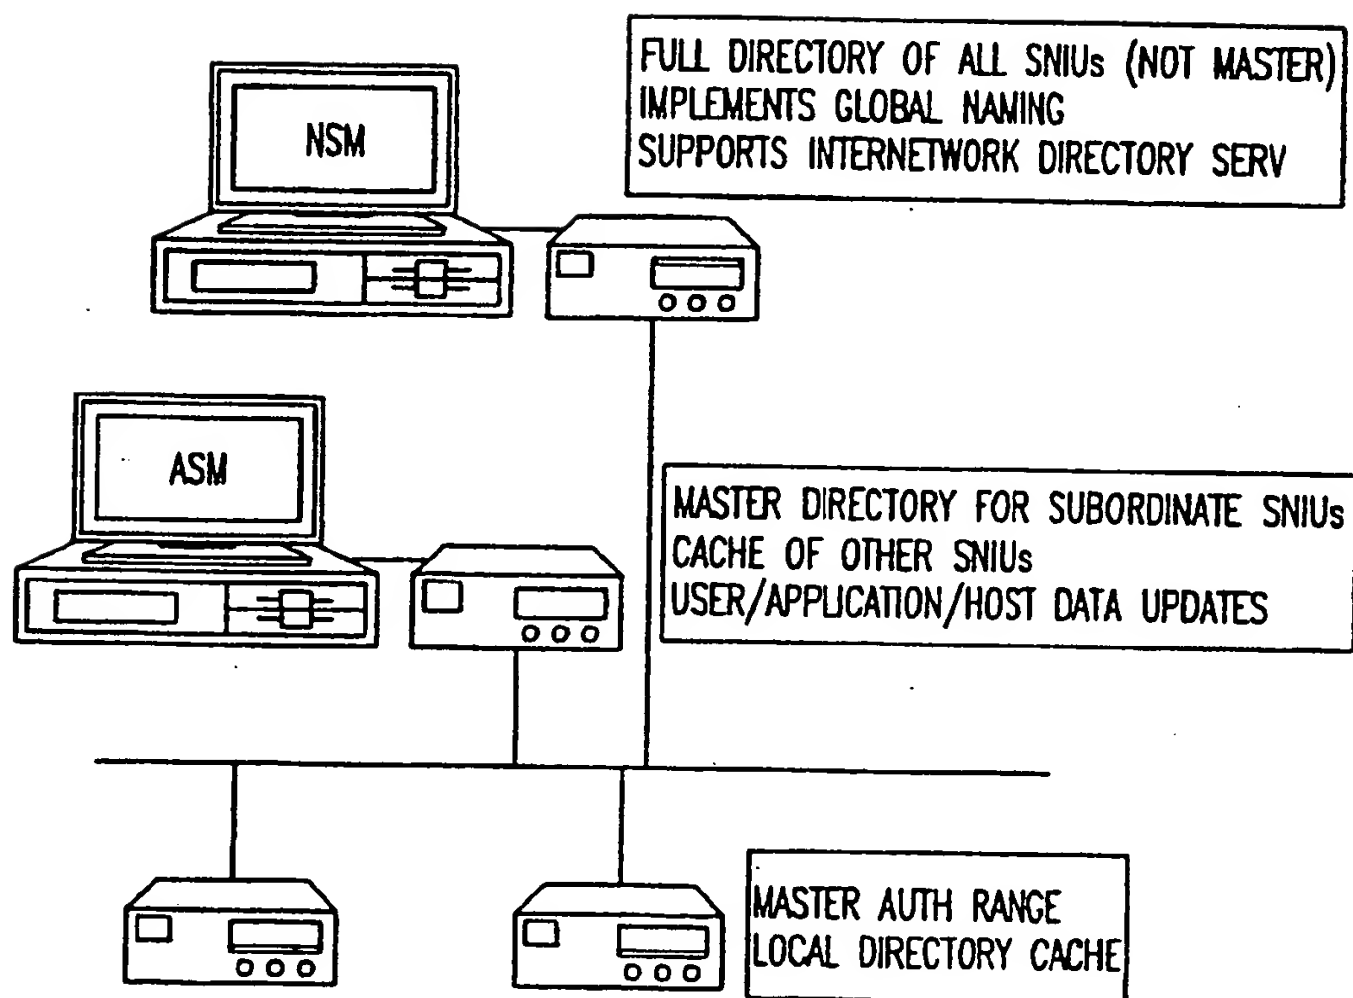 NSM
FULL DIRECTORY OF ALL SNIUs (NOT MASTER)
IMPLEMENTS GLOBAL NAMING
SUPPORTS INTERNETWORK DIRECTORY SERV
ASM
MASTER DIRECTORY FOR SUBORDINATE SNIUs
CACHE OF OTHER SNIUs
USER/APPLICATION/HOST DATA UPDATES
MASTER AUTH RANGE
LOCAL DIRECTORY CACHE